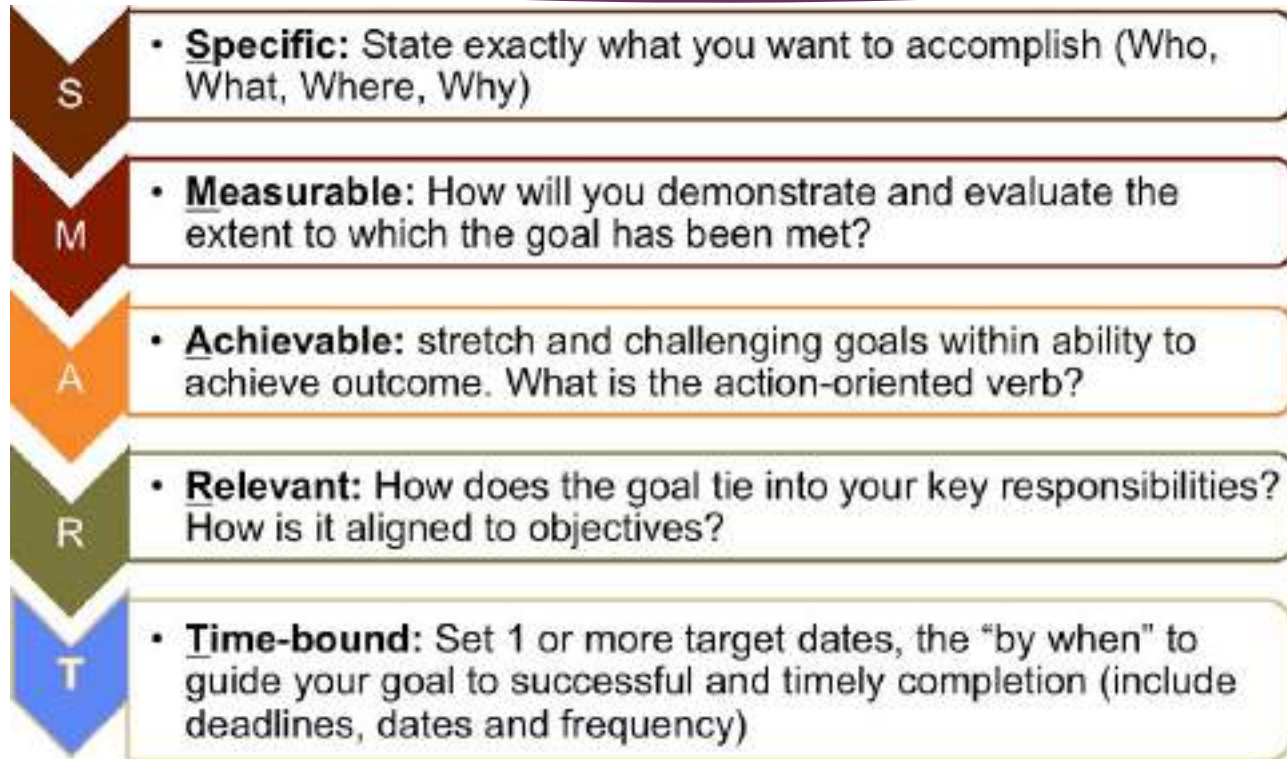 S
• Specific: State exactly what you want to accomplish (Who,
What, Where, Why)
M
• Measurable: How will you demonstrate and evaluate the
extent to which the goal has been met?
A
• Achievable: stretch and challenging goals within ability to
achieve outcome. What is the action-oriented verb?
R
• Relevant: How does the goal tie into your key responsibilities?
How is it aligned to objectives?
T
• Time-bound: Set 1 or more target dates, the “by when” to
guide your goal to successful and timely completion (include
deadlines, dates and frequency)